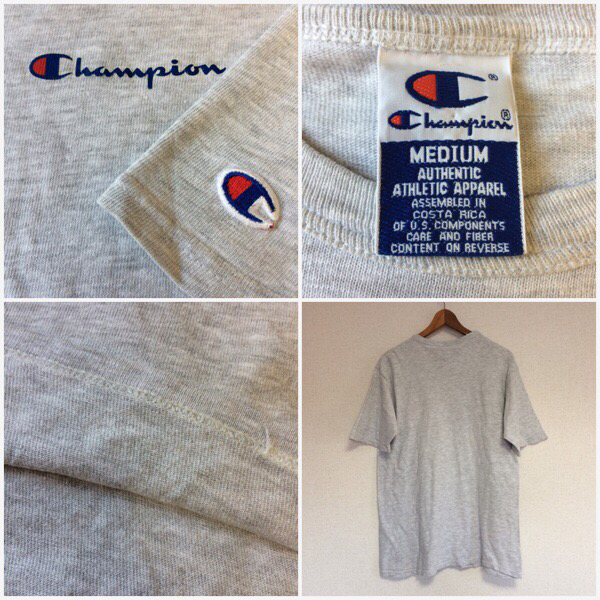 Champion
®
Champion®
MEDIUM
AUTHENTIC
ATHLETIC APPAREL
ASSEMBLED IN
COSTA RICA
OF U.S. COMPONENTS
CARE AND FIBER
CONTENT ON REVERSE